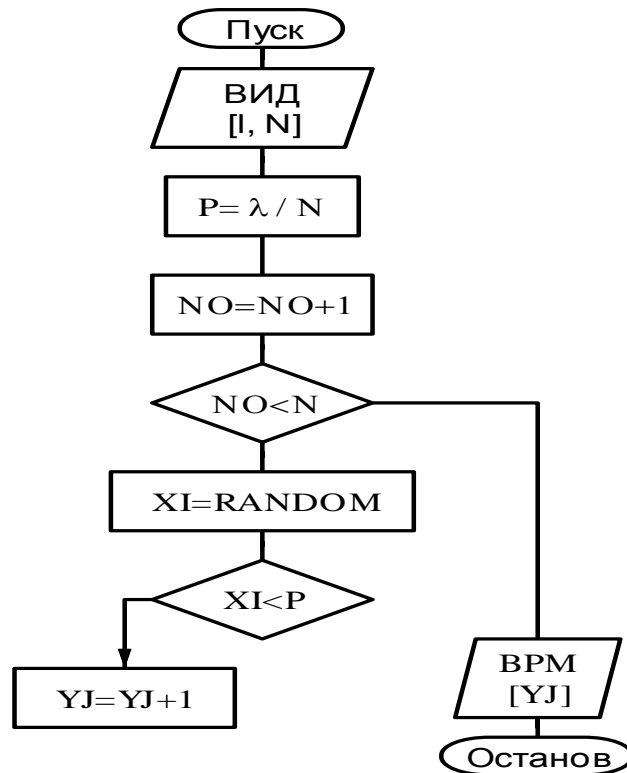 Пуск
ВИД
[I, N]
P= λ / N
NO=NO+1
NO<N
XI=RANDOM
XI<P
YJ=YJ+1
ВРМ
[YJ]
Останов